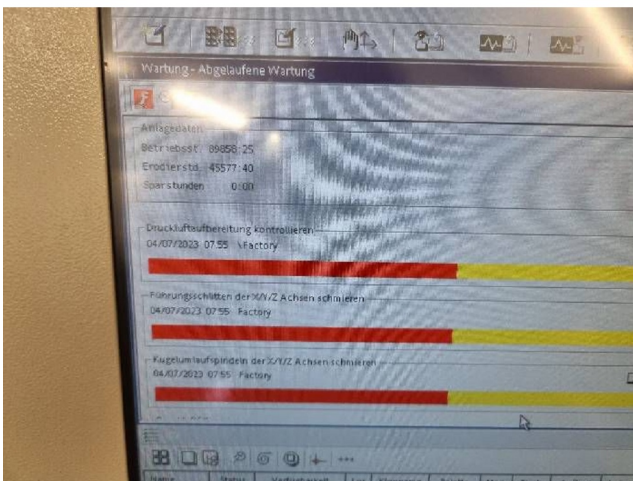 Wartung - Abgelaufene Wartung
Anlagedaten
Betriebsst. 89858:25
Erodierstd. 45577:40
Sparstunden 0:00
Druckluftaufbereitung kontrollieren
04/07/2023 07:55 \Factory
Führungsschlitten der X/Y/Z Achsen schmieren
04/07/2023 07:55 Factory
Kugelumlaufspindeln der X/Y/Z Achsen schmieren
04/07/2023 07:55 Factory